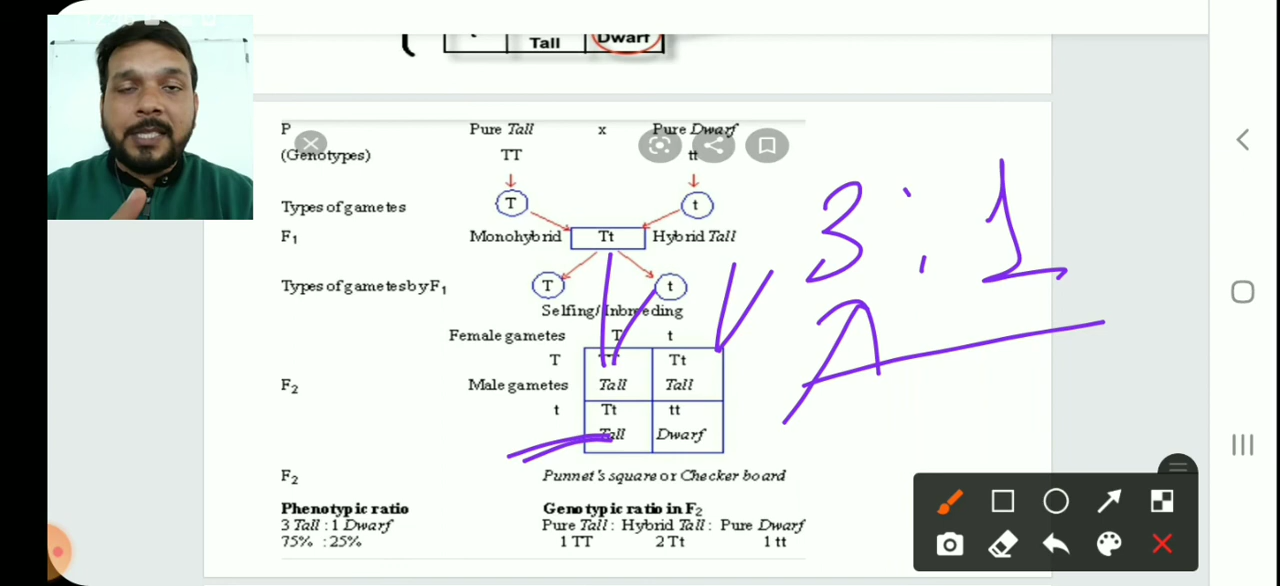 Tall Dwarf
P Pure Tall x Pure Dwarf
(Genotypes) TT tt
Types of gametes T t
F₁ Monohybrid Tt Hybrid Tall
Types of gametes by F₁ T t
Selfing/Inbreeding
Female gametes T t
T TT Tt
F₂ Male gametes Tall Tall
t Tt tt
Tall Dwarf
F₂ Punnet's square or Checker board
Phenotypic ratio Genotypic ratio in F₂
3 Tall : 1 Dwarf Pure Tall : Hybrid Tall : Pure Dwarf
75% : 25% 1 TT 2 Tt 1 tt
3 : 1